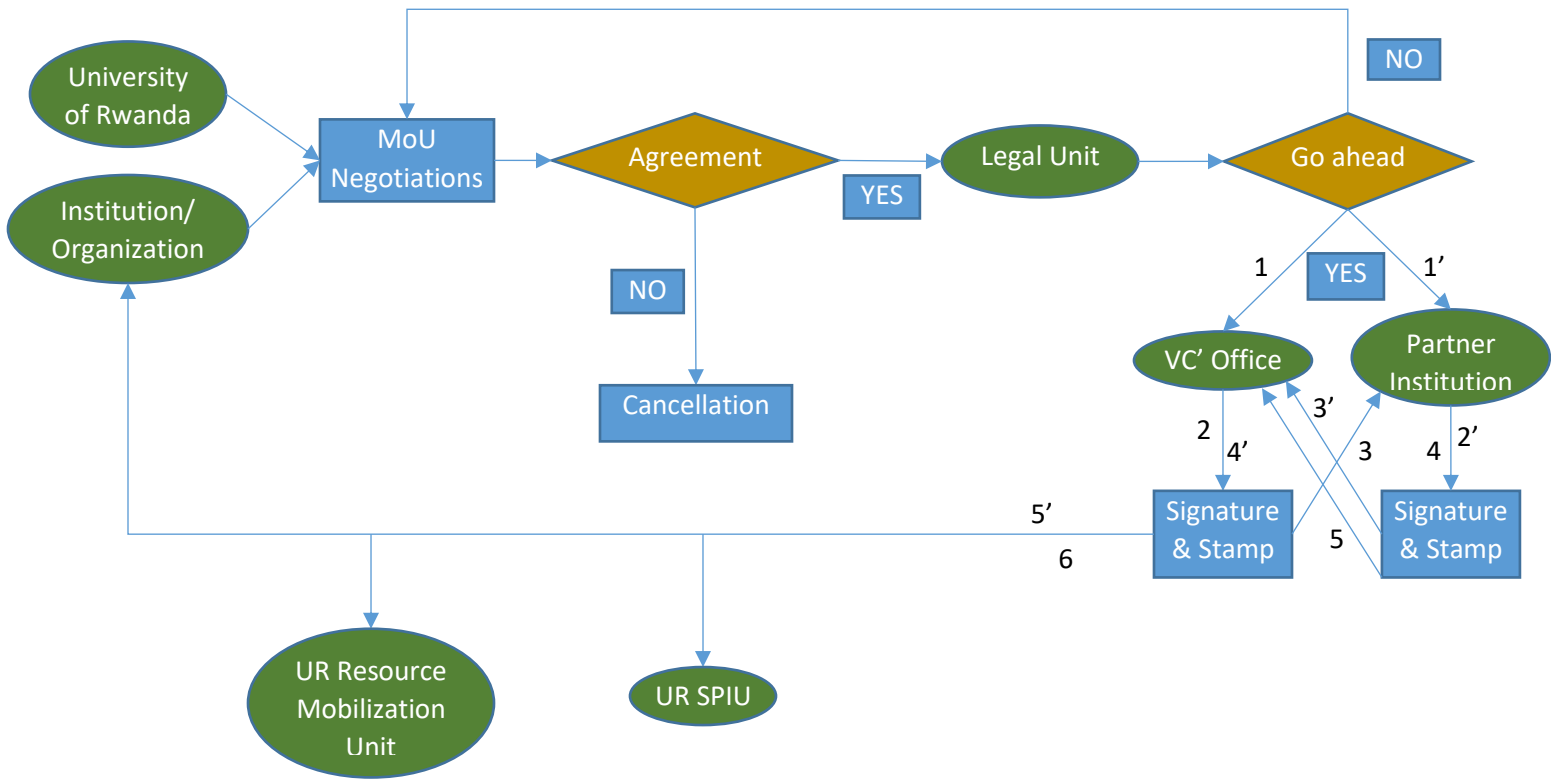 NO
University
of Rwanda
MoU
Negotiations
Agreement
Legal Unit
Go ahead
YES
Institution/
Organization
1
YES
1’
NO
VC’ Office
Partner
Institution
Cancellation
3’
2
4’
3
4
2’
Signature
& Stamp
Signature
& Stamp
5’
5
6
UR Resource
Mobilization
Unit
UR SPIU